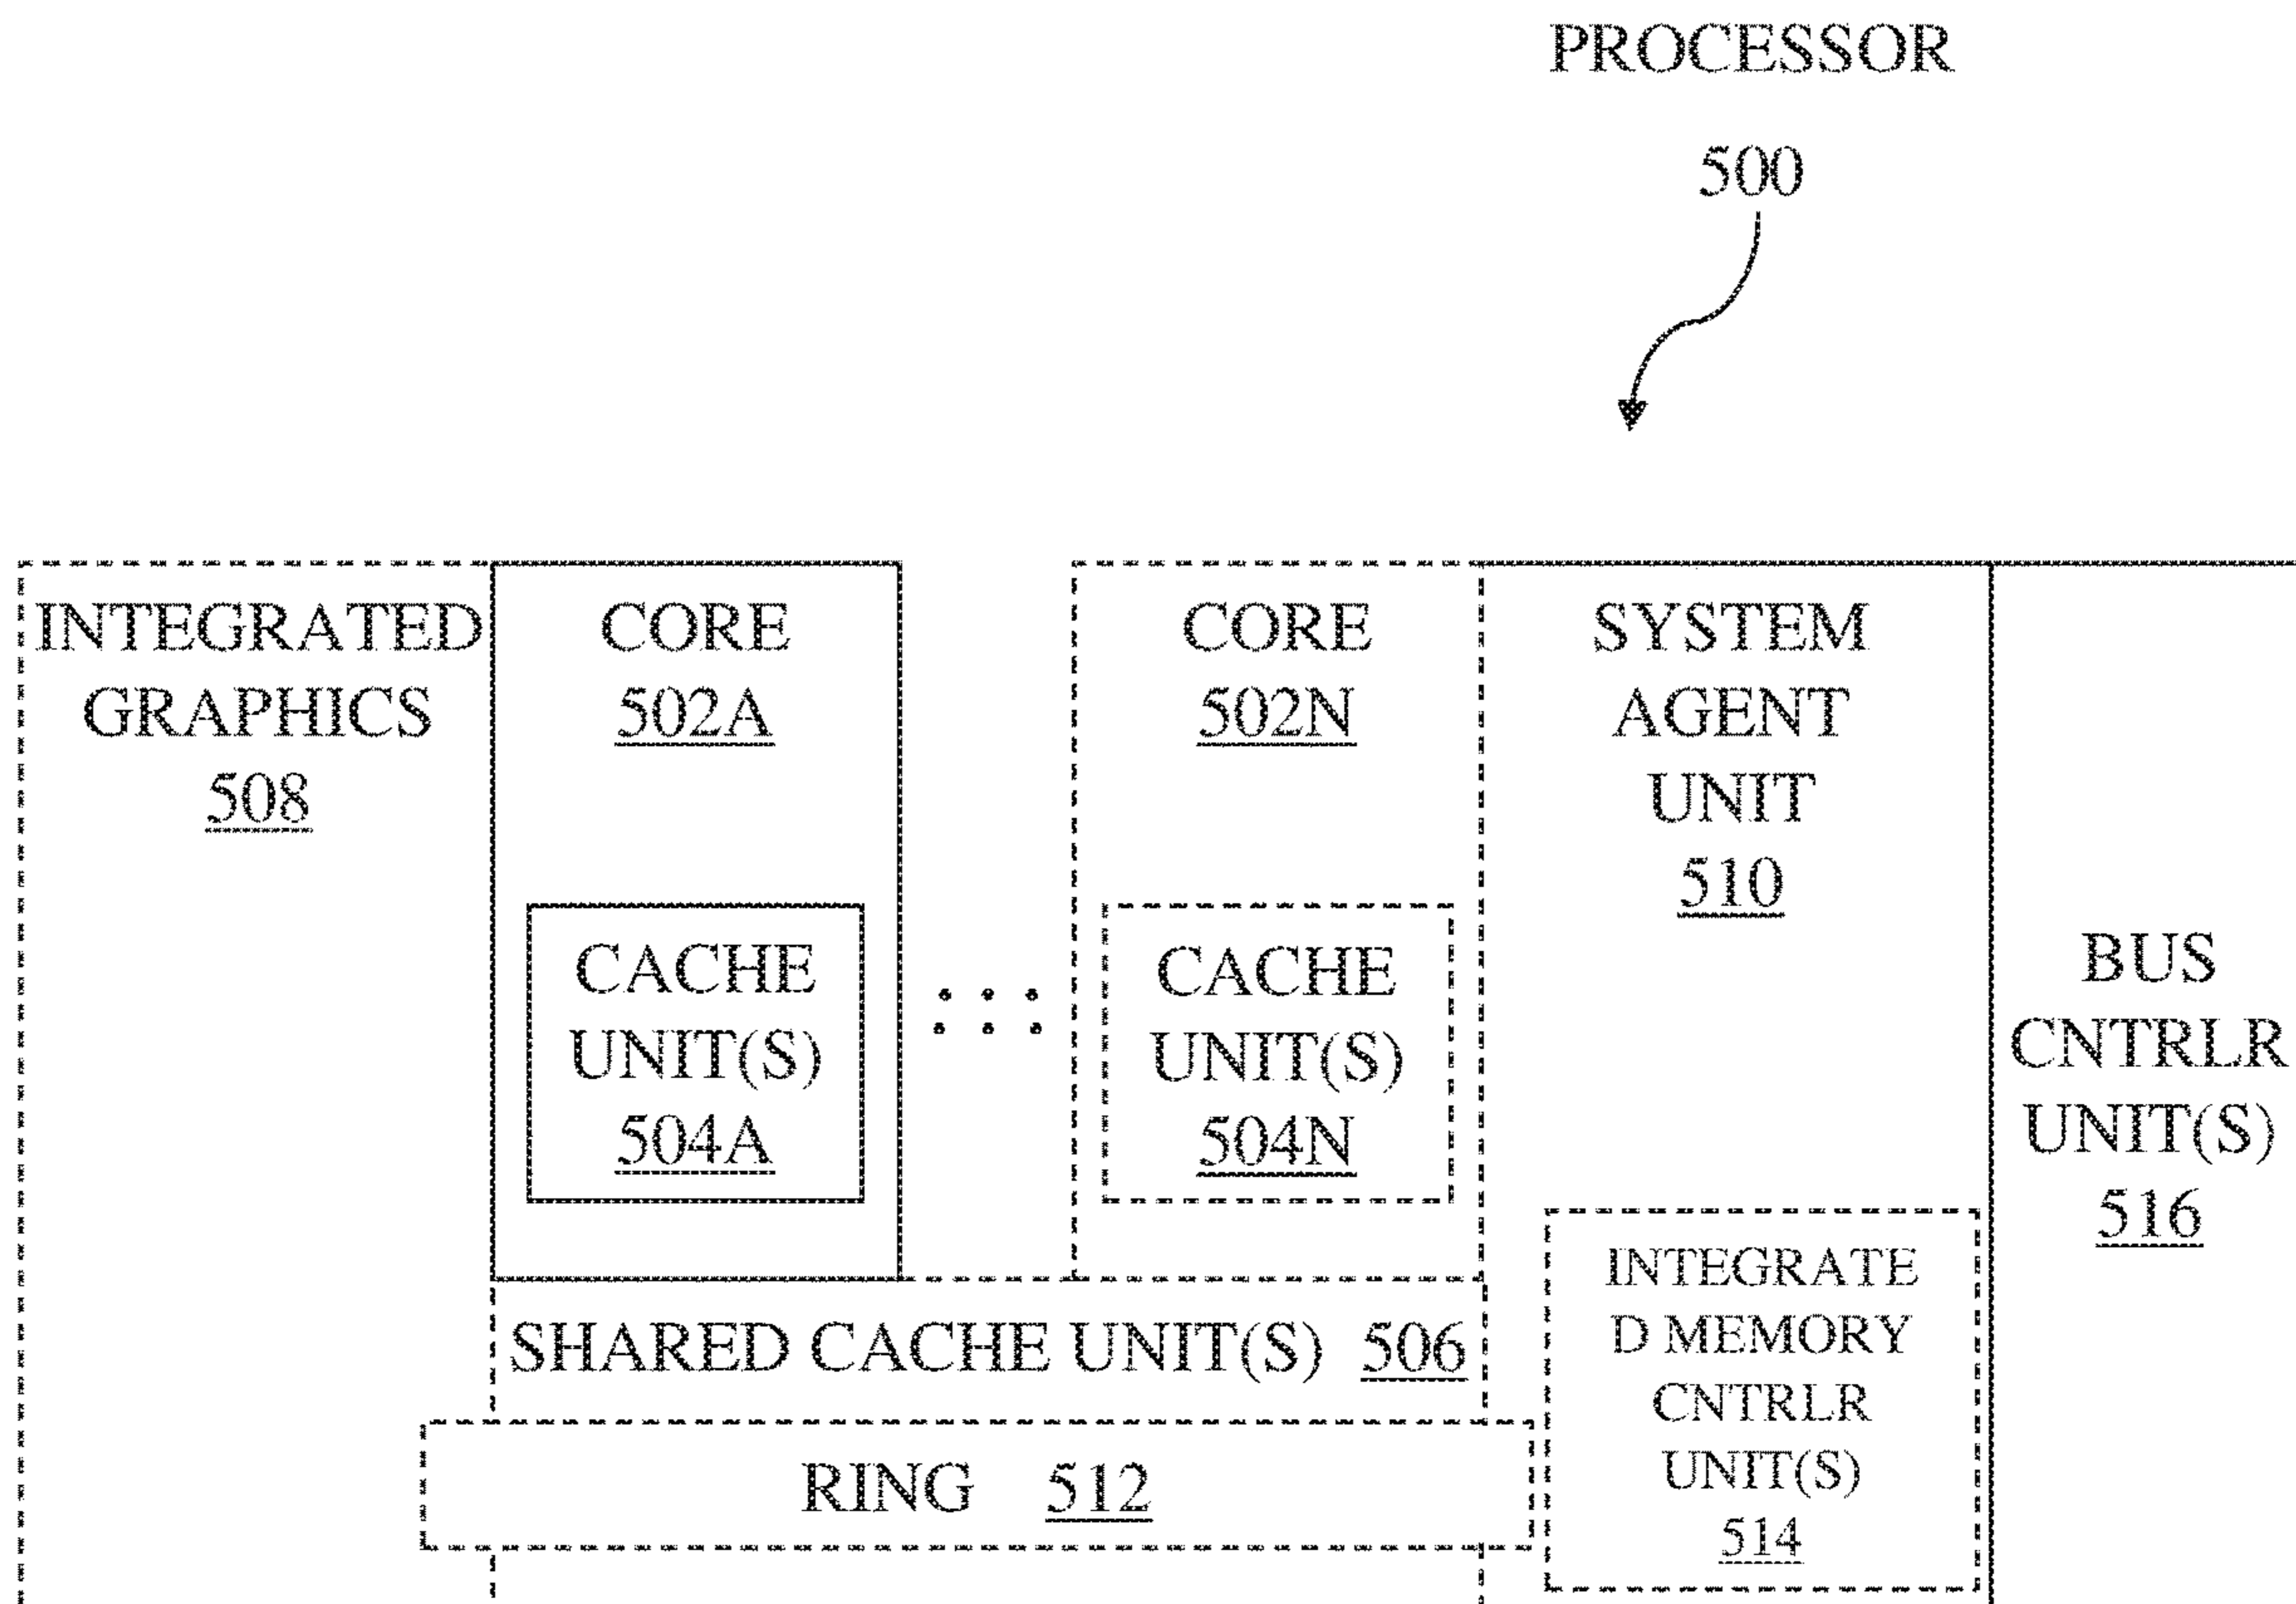 PROCESSOR
500
INTEGRATED
GRAPHICS
508
CORE
502A
CACHE
UNIT(S)
504A
CORE
502N
CACHE
UNIT(S)
504N
SYSTEM
AGENT
UNIT
510
BUS
CNTRLR
UNIT(S)
516
SHARED CACHE UNIT(S) 506
RING 512
INTEGRATE
D MEMORY
CNTRLR
UNIT(S)
514